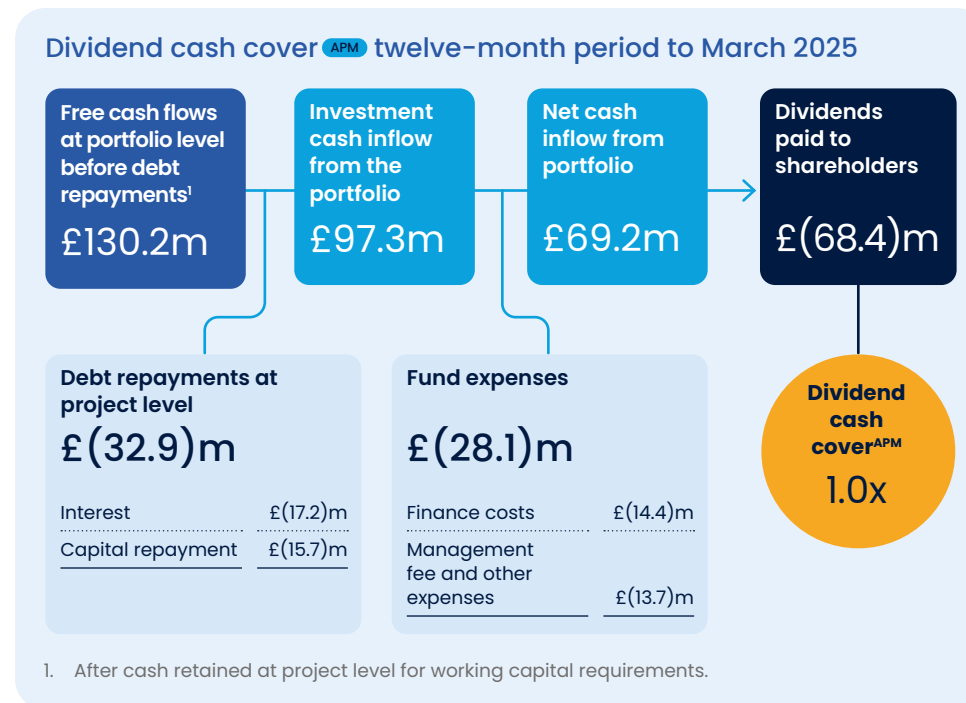 Dividend cash cover APM twelve-month period to March 2025
Free cash flows
at portfolio level
before debt
repayments¹
£130.2m
Investment
cash inflow
from the
portfolio
£97.3m
Net cash
inflow from
portfolio
£69.2m
Dividends
paid to
shareholders
£(68.4)m
Debt repayments at
project level
£(32.9)m
Interest £(17.2)m
Capital repayment £(15.7)m
Fund expenses
£(28.1)m
Finance costs £(14.4)m
Management
fee and other
expenses £(13.7)m
Dividend
cash
coverᴬᴾᴹ
1.0x
1. After cash retained at project level for working capital requirements.